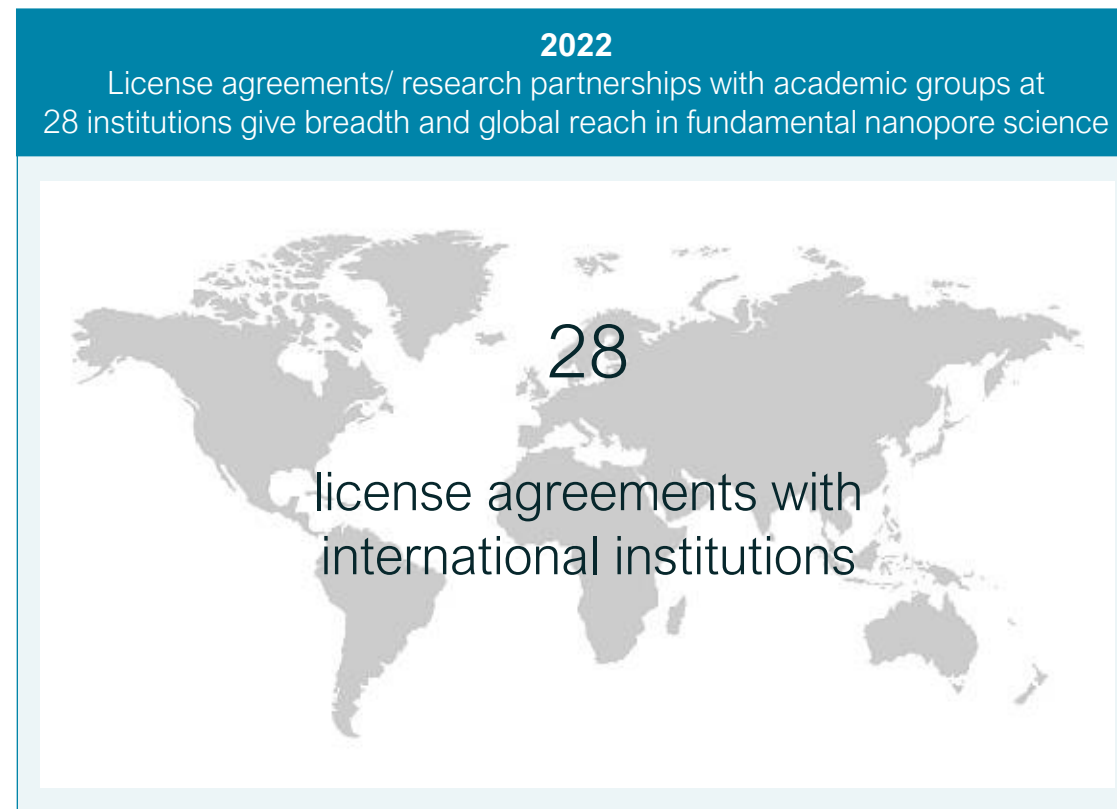 2022
License agreements/ research partnerships with academic groups at
28 institutions give breadth and global reach in fundamental nanopore science
28
license agreements with
international institutions